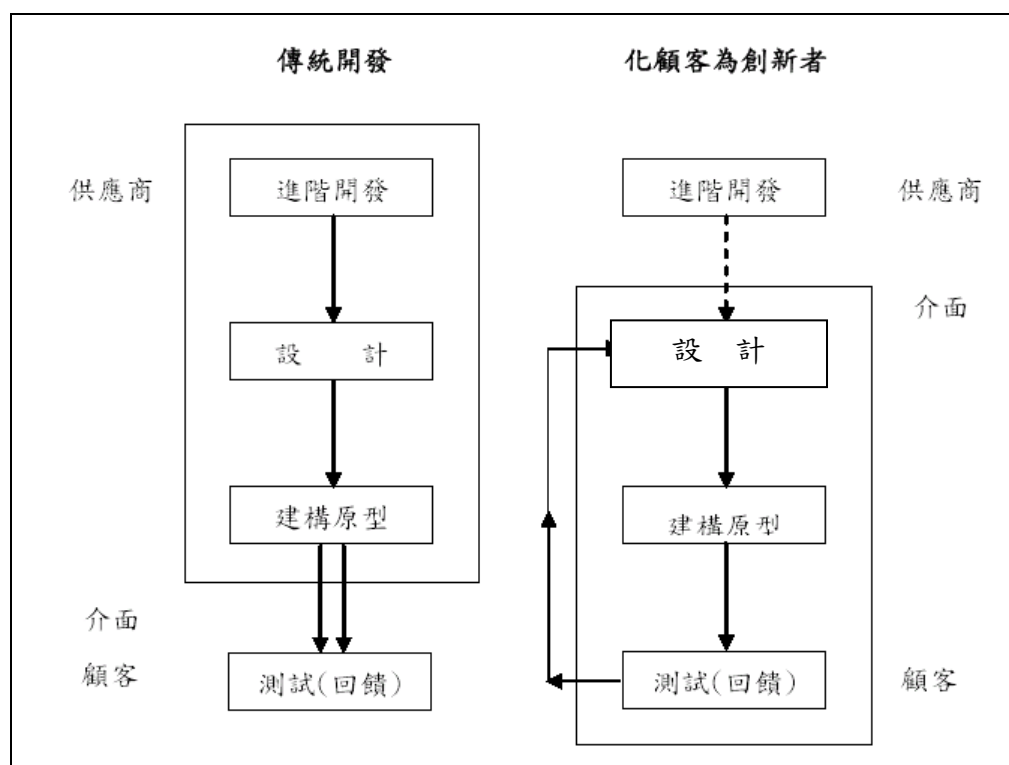 傳統開發
化顧客為創新者
供應商
進階開發
設 計
建構原型
介面
顧客
測試(回饋)
進階開發
供應商
介面
設 計
建構原型
測試(回饋)
顧客